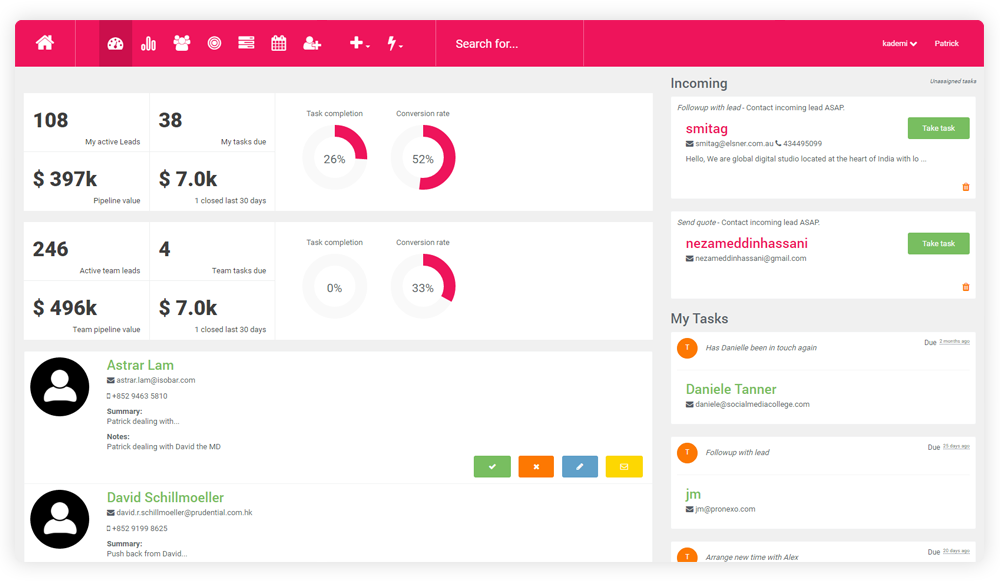 Search for...
kademi
Patrick
108
My active Leads
38
My tasks due
$ 397k
Pipeline value
$ 7.0k
1 closed last 30 days
Task completion
26%
Conversion rate
52%
246
Active team leads
4
Team tasks due
$ 496k
Team pipeline value
$ 7.0k
1 closed last 30 days
Task completion
0%
Conversion rate
33%
Astrar Lam
astrar.lam@isobar.com
+852 9463 5810
Summary:
Patrick dealing with...
Notes:
Patrick dealing with David the MD
David Schillmoeller
david.r.schillmoeller@prudential.com.hk
+852 9199 8625
Summary:
Push back from David...
Incoming
Unassigned tasks
Followup with lead - Contact incoming lead ASAP.
smitag
Take task
smitag@elsner.com.au 434495099
Hello, We are global digital studio located at the heart of India with lo ...
Send quote - Contact incoming lead ASAP.
nezameddinhassani
Take task
nezameddinhassani@gmail.com
My Tasks
T
Has Danielle been in touch again
Due 2 months ago
Daniele Tanner
daniele@socialmediacollege.com
T
Followup with lead
Due 25 days ago
jm
jm@pronexo.com
T
Arrange new time with Alex
Due 20 days ago